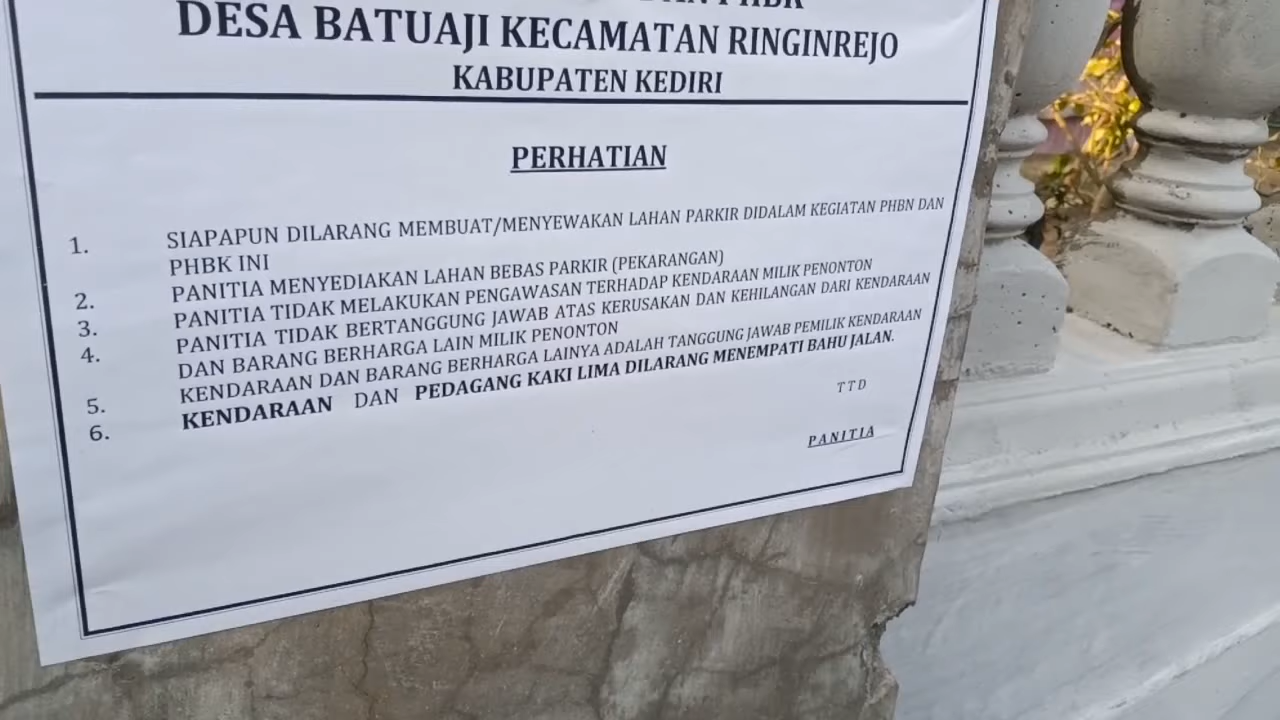 DAN PHBK
DESA BATUAJI KECAMATAN RINGINREJO
KABUPATEN KEDIRI
PERHATIAN
1. SIAPAPUN DILARANG MEMBUAT/MENYEWAKAN LAHAN PARKIR DIDALAM KEGIATAN PHBN DAN
PHBK INI
2. PANITIA MENYEDIAKAN LAHAN BEBAS PARKIR (PEKARANGAN)
3. PANITIA TIDAK MELAKUKAN PENGAWASAN TERHADAP KENDARAAN MILIK PENONTON
4. PANITIA TIDAK BERTANGGUNG JAWAB ATAS KERUSAKAN DAN KEHILANGAN DARI KENDARAAN
DAN BARANG BERHARGA LAIN MILIK PENONTON
5. KENDARAAN DAN BARANG BERHARGA LAINYA ADALAH TANGGUNG JAWAB PEMILIK KENDARAAN
6. KENDARAAN DAN PEDAGANG KAKI LIMA DILARANG MENEMPATI BAHU JALAN.
TTD
PANITIA